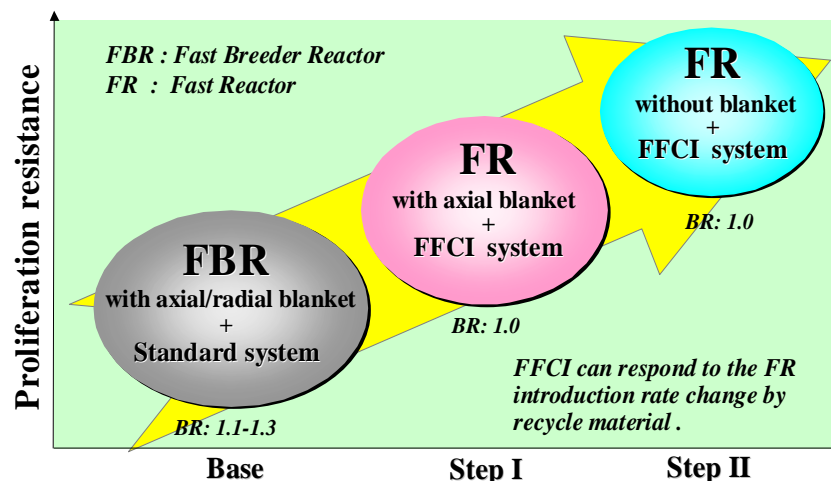 FBR : Fast Breeder Reactor
FR : Fast Reactor
Proliferation resistance
FBR
with axial/radial blanket
+
Standard system
BR: 1.1-1.3
FR
with axial blanket
+
FFCI system
BR: 1.0
FR
without blanket
+
FFCI system
BR: 1.0
FFCI can respond to the FR
introduction rate change by
recycle material .
Base
Step I
Step II